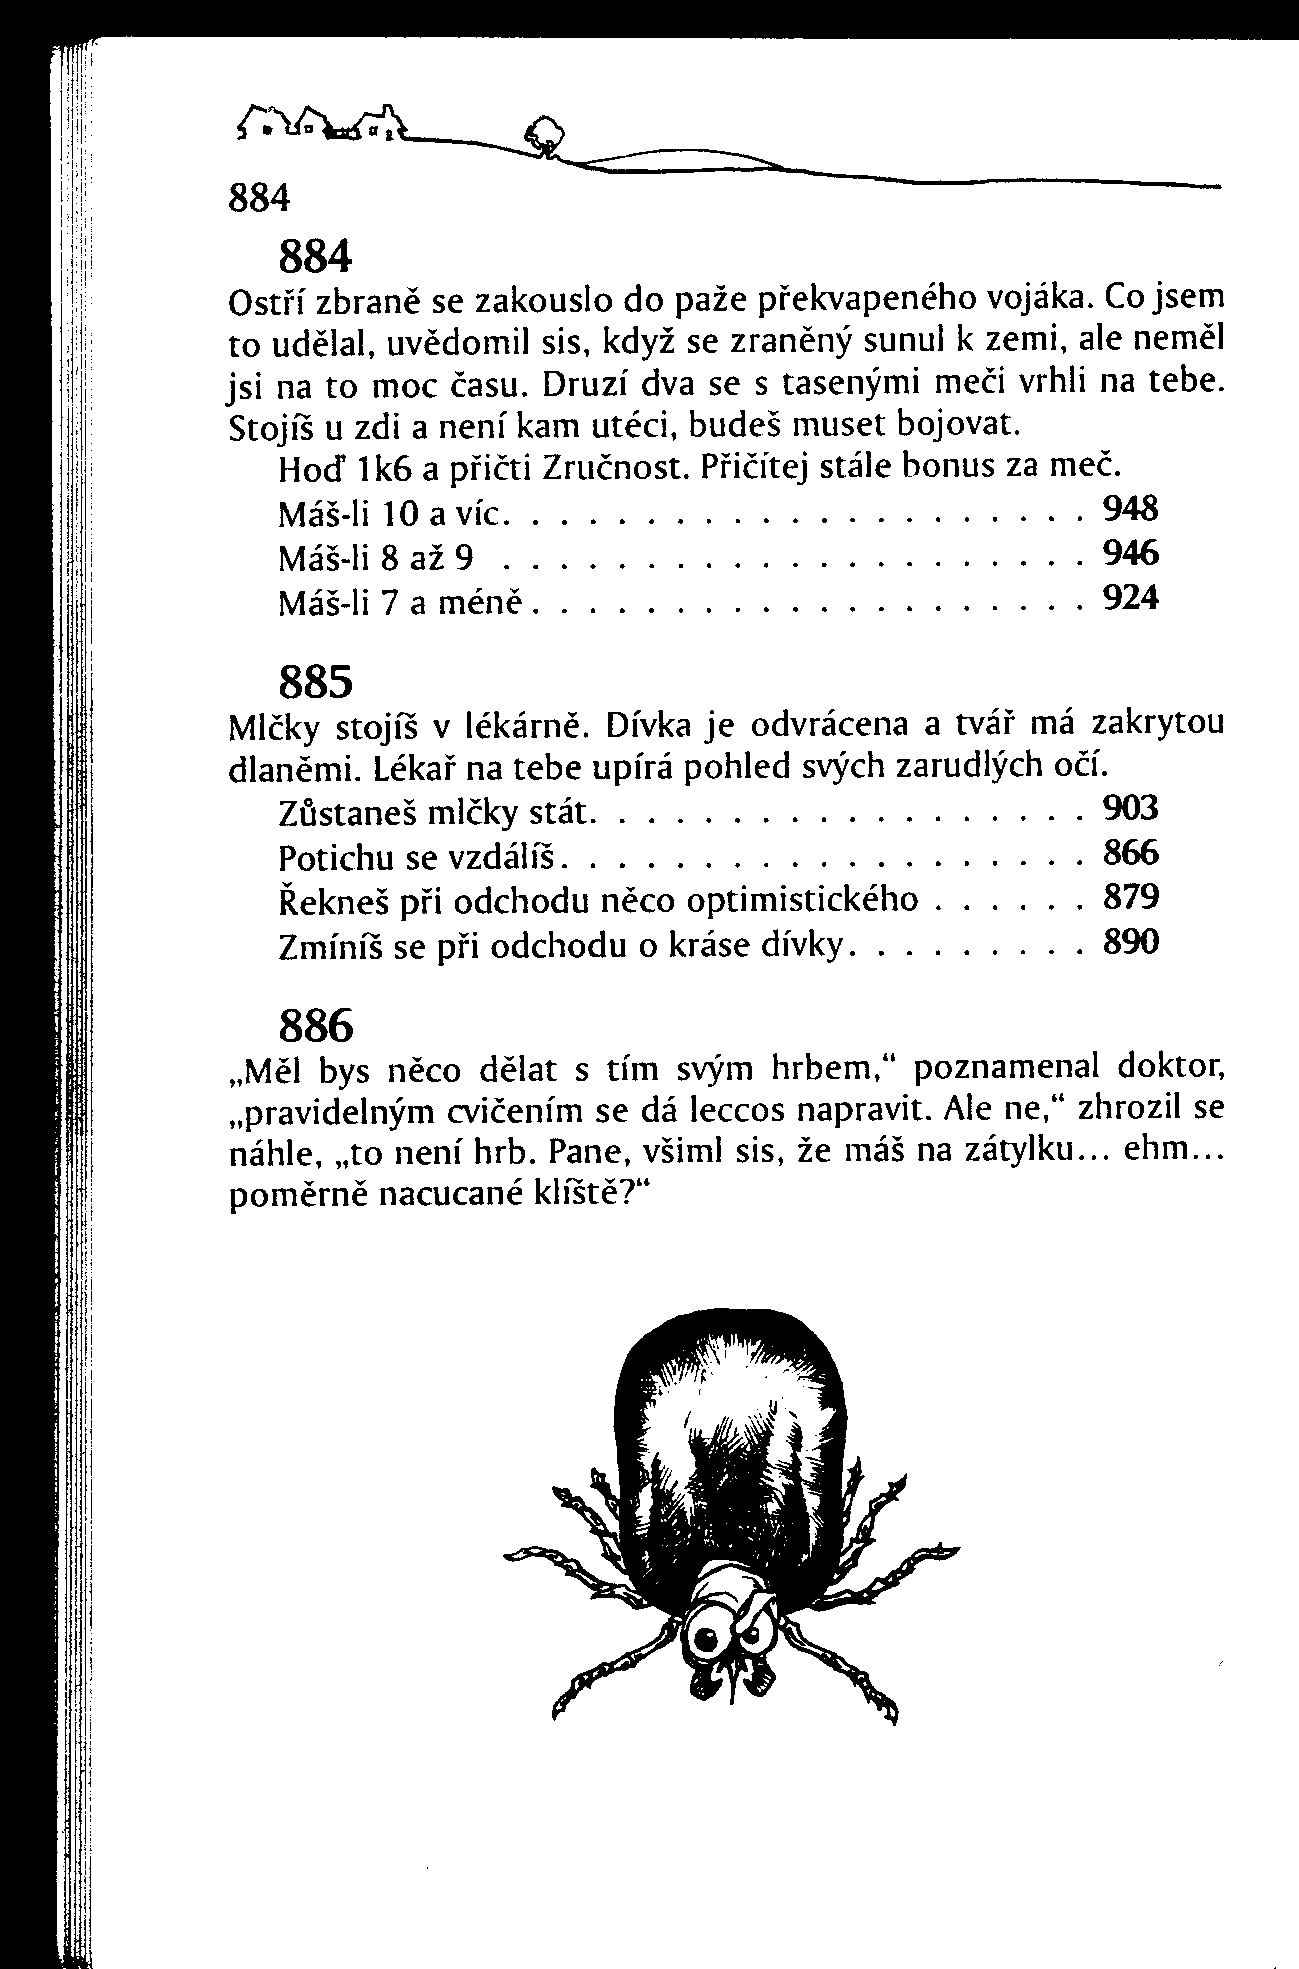 884
884
Ostří zbraně se zakouslo do paže překvapeného vojáka. Co jsem
to udělal, uvědomil sis, když se zraněný sunul k zemi, ale neměl
jsi na to moc času. Druzí dva se s tasenými meči vrhli na tebe.
Stojíš u zdi a není kam utéci, budeš muset bojovat.
Hoď 1k6 a přičti Zručnost. Přičítej stále bonus za meč.
Máš-li 10 a víc. . . . . . . . . . . . . . . . . . . . . 948
Máš-li 8 až 9 . . . . . . . . . . . . . . . . . . . . . 946
Máš-li 7 a méně . . . . . . . . . . . . . . . . . . . . 924
885
Mlčky stojíš v lékárně. Dívka je odvrácena a tvář má zakrytou
dlaněmi. Lékař na tebe upírá pohled svých zarudlých očí.
Zůstaneš mlčky stát. . . . . . . . . . . . . . . . . . 903
Potichu se vzdálíš. . . . . . . . . . . . . . . . . . . 866
Řekneš při odchodu něco optimistického . . . . . . 879
Zmíníš se při odchodu o kráse dívky. . . . . . . . . 890
886
„Měl bys něco dělat s tím svým hrbem,“ poznamenal doktor,
„pravidelným cvičením se dá leccos napravit. Ale ne,“ zhrozil se
náhle, „to není hrb. Pane, všiml sis, že máš na zátylku... ehm...
poměrně nacucané klíště?“